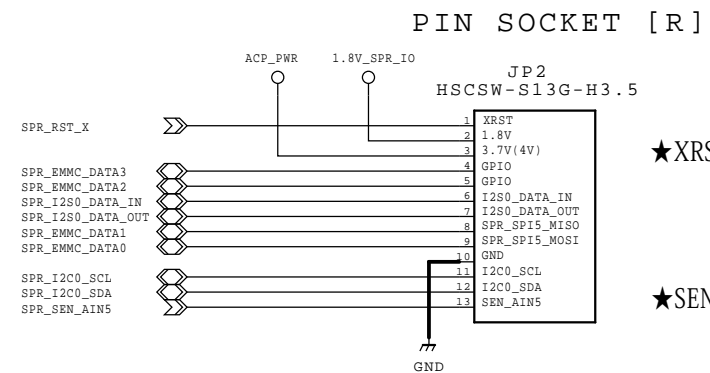 PIN SOCKET [R]
ACP_PWR 1.8V_SPR_IO
JP2
HSCSW-S13G-H3.5
SPR_RST_X 1 XRST
2 1.8V
3 3.7V(4V)
SPR_EMMC_DATA3 4 GPIO
SPR_EMMC_DATA2 5 GPIO
SPR_I2S0_DATA_IN 6 I2S0_DATA_IN
SPR_I2S0_DATA_OUT 7 I2S0_DATA_OUT
SPR_EMMC_DATA1 8 SPR_SPI5_MISO
SPR_EMMC_DATA0 9 SPR_SPI5_MOSI
10 GND
SPR_I2C0_SCL 11 I2C0_SCL
SPR_I2C0_SDA 12 I2C0_SDA
SPR_SEN_AIN5 13 SEN_AIN5
GND
★XRS
★SEN